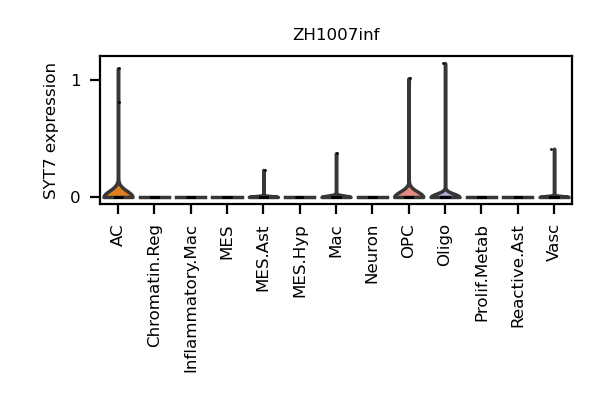 ZH1007inf
SYT7 expression
1
0
AC
Chromatin.Reg
Inflammatory.Mac
MES
MES.Ast
MES.Hyp
Mac
Neuron
OPC
Oligo
Prolif.Metab
Reactive.Ast
Vasc